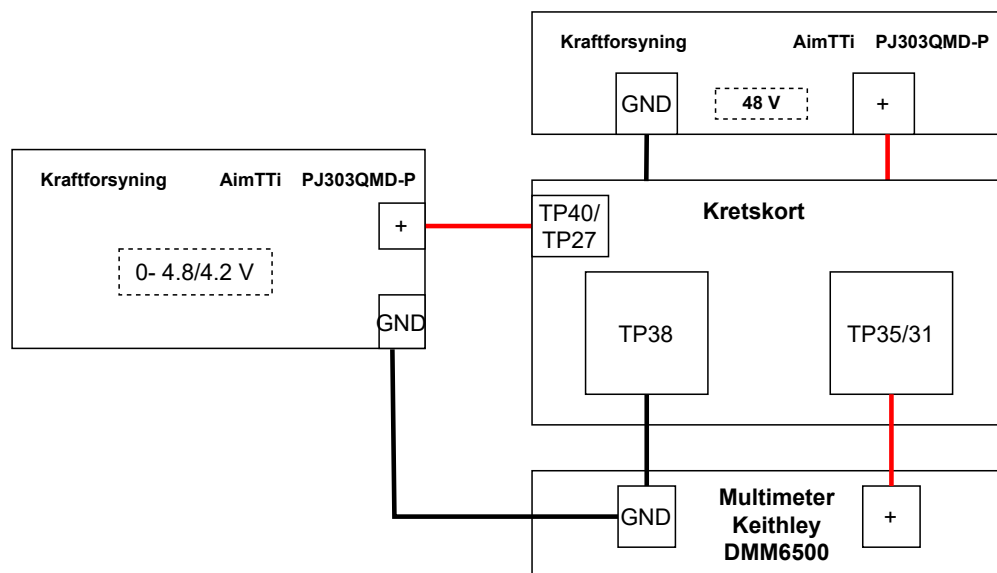 Kraftforsyning AimTTi PJ303QMD-P
GND
48 V
+
Kraftforsyning AimTTi PJ303QMD-P
+
0- 4.8/4.2 V
GND
TP40/
TP27
Kretskort
TP38
TP35/31
GND
Multimeter
Keithley
DMM6500
+